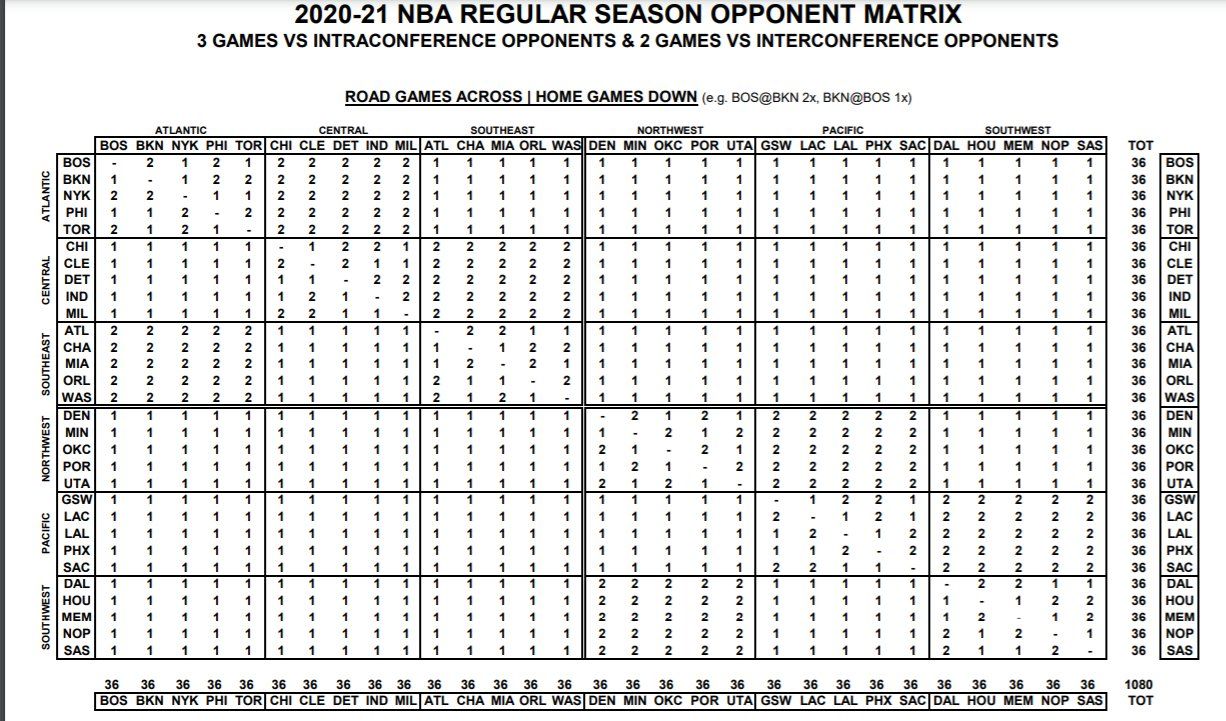 2020-21 NBA REGULAR SEASON OPPONENT MATRIX
3 GAMES VS INTRACONFERENCE OPPONENTS & 2 GAMES VS INTERCONFERENCE OPPONENTS
ROAD GAMES ACROSS | HOME GAMES DOWN (e.g. BOS@BKN 2x, BKN@BOS 1x)
ATLANTIC CENTRAL SOUTHEAST NORTHWEST PACIFIC SOUTHWEST
BOS BKN NYK PHI TOR CHI CLE DET IND MIL ATL CHA MIA ORL WAS DEN MIN OKC POR UTA GSW LAC LAL PHX SAC DAL HOU MEM NOP SAS TOT
ATLANTIC
BOS - 2 1 2 1 2 2 2 2 2 1 1 1 1 1 1 1 1 1 1 1 1 1 1 1 1 1 1 1 1 36 BOS
BKN 1 - 1 2 2 2 2 2 2 2 1 1 1 1 1 1 1 1 1 1 1 1 1 1 1 1 1 1 1 1 36 BKN
NYK 2 2 - 1 1 2 2 2 2 2 1 1 1 1 1 1 1 1 1 1 1 1 1 1 1 1 1 1 1 1 36 NYK
PHI 1 1 2 - 2 2 2 2 2 2 1 1 1 1 1 1 1 1 1 1 1 1 1 1 1 1 1 1 1 1 36 PHI
TOR 2 1 2 1 - 2 2 2 2 2 1 1 1 1 1 1 1 1 1 1 1 1 1 1 1 1 1 1 1 1 36 TOR
CENTRAL
CHI 1 1 1 1 1 - 1 2 2 1 2 2 2 2 2 1 1 1 1 1 1 1 1 1 1 1 1 1 1 1 36 CHI
CLE 1 1 1 1 1 2 - 2 1 1 2 2 2 2 2 1 1 1 1 1 1 1 1 1 1 1 1 1 1 1 36 CLE
DET 1 1 1 1 1 1 1 - 2 2 2 2 2 2 2 1 1 1 1 1 1 1 1 1 1 1 1 1 1 1 36 DET
IND 1 1 1 1 1 1 2 1 - 2 2 2 2 2 2 1 1 1 1 1 1 1 1 1 1 1 1 1 1 1 36 IND
MIL 1 1 1 1 1 2 2 1 1 - 2 2 2 2 2 1 1 1 1 1 1 1 1 1 1 1 1 1 1 1 36 MIL
SOUTHEAST
ATL 2 2 2 2 2 1 1 1 1 1 - 2 2 1 1 1 1 1 1 1 1 1 1 1 1 1 1 1 1 1 36 ATL
CHA 2 2 2 2 2 1 1 1 1 1 1 - 1 2 2 1 1 1 1 1 1 1 1 1 1 1 1 1 1 1 36 CHA
MIA 2 2 2 2 2 1 1 1 1 1 1 2 - 2 1 1 1 1 1 1 1 1 1 1 1 1 1 1 1 1 36 MIA
ORL 2 2 2 2 2 1 1 1 1 1 2 1 1 - 2 1 1 1 1 1 1 1 1 1 1 1 1 1 1 1 36 ORL
WAS 2 2 2 2 2 1 1 1 1 1 2 1 2 1 - 1 1 1 1 1 1 1 1 1 1 1 1 1 1 1 36 WAS
NORTHWEST
DEN 1 1 1 1 1 1 1 1 1 1 1 1 1 1 1 - 2 1 2 1 2 2 2 2 2 1 1 1 1 1 36 DEN
MIN 1 1 1 1 1 1 1 1 1 1 1 1 1 1 1 1 - 2 1 2 2 2 2 2 2 1 1 1 1 1 36 MIN
OKC 1 1 1 1 1 1 1 1 1 1 1 1 1 1 1 2 1 - 2 1 2 2 2 2 2 1 1 1 1 1 36 OKC
POR 1 1 1 1 1 1 1 1 1 1 1 1 1 1 1 1 2 1 - 2 2 2 2 2 2 1 1 1 1 1 36 POR
UTA 1 1 1 1 1 1 1 1 1 1 1 1 1 1 1 2 1 2 1 - 2 2 2 2 2 1 1 1 1 1 36 UTA
PACIFIC
GSW 1 1 1 1 1 1 1 1 1 1 1 1 1 1 1 1 1 1 1 1 - 1 2 2 1 2 2 2 2 2 36 GSW
LAC 1 1 1 1 1 1 1 1 1 1 1 1 1 1 1 1 1 1 1 1 2 - 1 2 1 2 2 2 2 2 36 LAC
LAL 1 1 1 1 1 1 1 1 1 1 1 1 1 1 1 1 1 1 1 1 1 2 - 1 2 2 2 2 2 2 36 LAL
PHX 1 1 1 1 1 1 1 1 1 1 1 1 1 1 1 1 1 1 1 1 1 1 2 - 2 2 2 2 2 2 36 PHX
SAC 1 1 1 1 1 1 1 1 1 1 1 1 1 1 1 1 1 1 1 1 2 2 1 1 - 2 2 2 2 2 36 SAC
SOUTHWEST
DAL 1 1 1 1 1 1 1 1 1 1 1 1 1 1 1 2 2 2 2 2 1 1 1 1 1 - 2 2 1 1 36 DAL
HOU 1 1 1 1 1 1 1 1 1 1 1 1 1 1 1 2 2 2 2 2 1 1 1 1 1 1 - 1 2 2 36 HOU
MEM 1 1 1 1 1 1 1 1 1 1 1 1 1 1 1 2 2 2 2 2 1 1 1 1 1 1 2 - 1 2 36 MEM
NOP 1 1 1 1 1 1 1 1 1 1 1 1 1 1 1 2 2 2 2 2 1 1 1 1 1 2 1 2 - 1 36 NOP
SAS 1 1 1 1 1 1 1 1 1 1 1 1 1 1 1 2 2 2 2 2 1 1 1 1 1 2 1 1 2 - 36 SAS
36 36 36 36 36 36 36 36 36 36 36 36 36 36 36 36 36 36 36 36 36 36 36 36 36 36 36 36 36 36 1080
BOS BKN NYK PHI TOR CHI CLE DET IND MIL ATL CHA MIA ORL WAS DEN MIN OKC POR UTA GSW LAC LAL PHX SAC DAL HOU MEM NOP SAS TOT